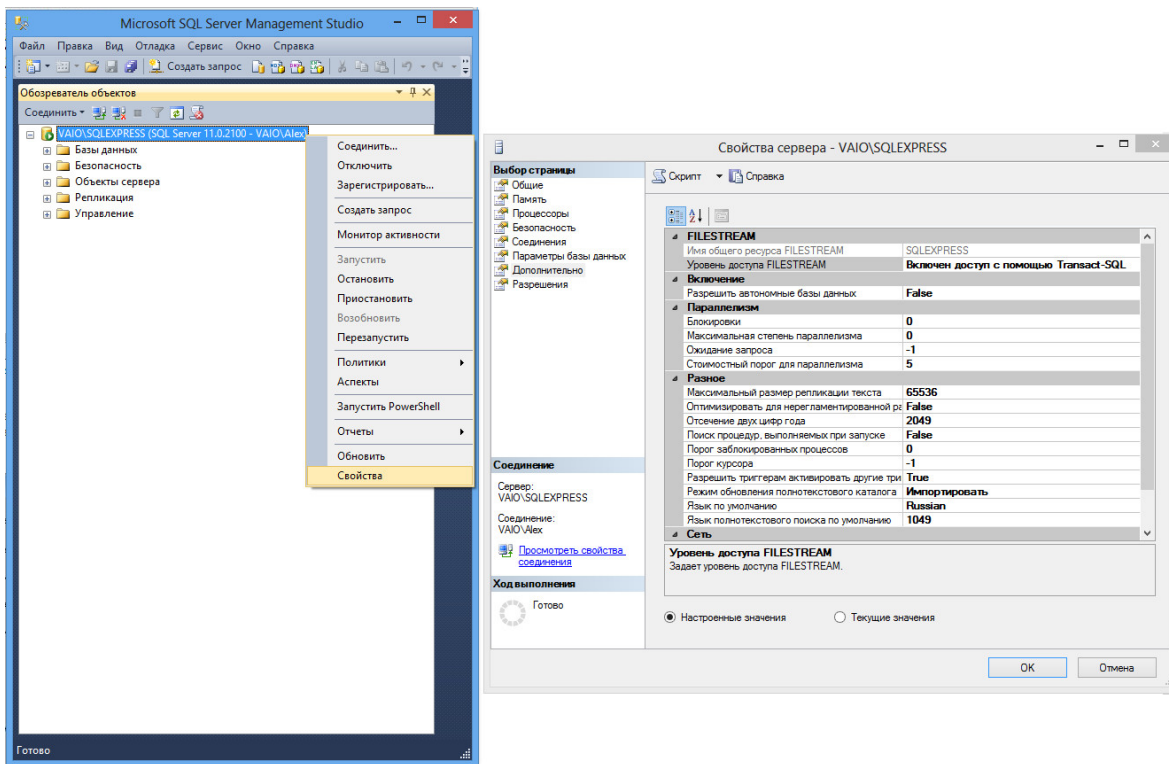 Microsoft SQL Server Management Studio
Файл Правка Вид Отладка Сервис Окно Справка
Создать запрос
Обозреватель объектов
Соединить
VAIO\SQLEXPRESS (SQL Server 11.0.2100 - VAIO\Alex)
Базы данных
Безопасность
Объекты сервера
Репликация
Управление
Соединить...
Отключить
Зарегистрировать...
Создать запрос
Монитор активности
Запустить
Остановить
Приостановить
Возобновить
Перезапустить
Политики
Аспекты
Запустить PowerShell
Отчеты
Обновить
Свойства
Готово
Свойства сервера - VAIO\SQLEXPRESS
Выбор страницы
Общие
Память
Процессоры
Безопасность
Соединения
Параметры базы данных
Дополнительно
Разрешения
Соединение
Сервер:
VAIO\SQLEXPRESS
Соединение:
VAIO\Alex
Просмотреть свойства
соединения
Ход выполнения
Готово
Скрипт Справка
FILESTREAM
Имя общего ресурса FILESTREAM SQLEXPRESS
Уровень доступа FILESTREAM Включен доступ с помощью Transact-SQL
Включение
Разрешить автономные базы данных False
Параллелизм
Блокировки 0
Максимальная степень параллелизма 0
Ожидание запроса -1
Стоимостный порог для параллелизма 5
Разное
Максимальный размер репликации текста 65536
Оптимизировать для нерегламентированной ра False
Отсечение двух цифр года 2049
Поиск процедур, выполняемых при запуске False
Порог заблокированных процессов 0
Порог курсора -1
Разрешить триггерам активировать другие три True
Режим обновления полнотекстового каталога Импортировать
Язык по умолчанию Russian
Язык полнотекстового поиска по умолчанию 1049
Сеть
Уровень доступа FILESTREAM
Задает уровень доступа FILESTREAM.
Настроенные значения Текущие значения
OK Отмена